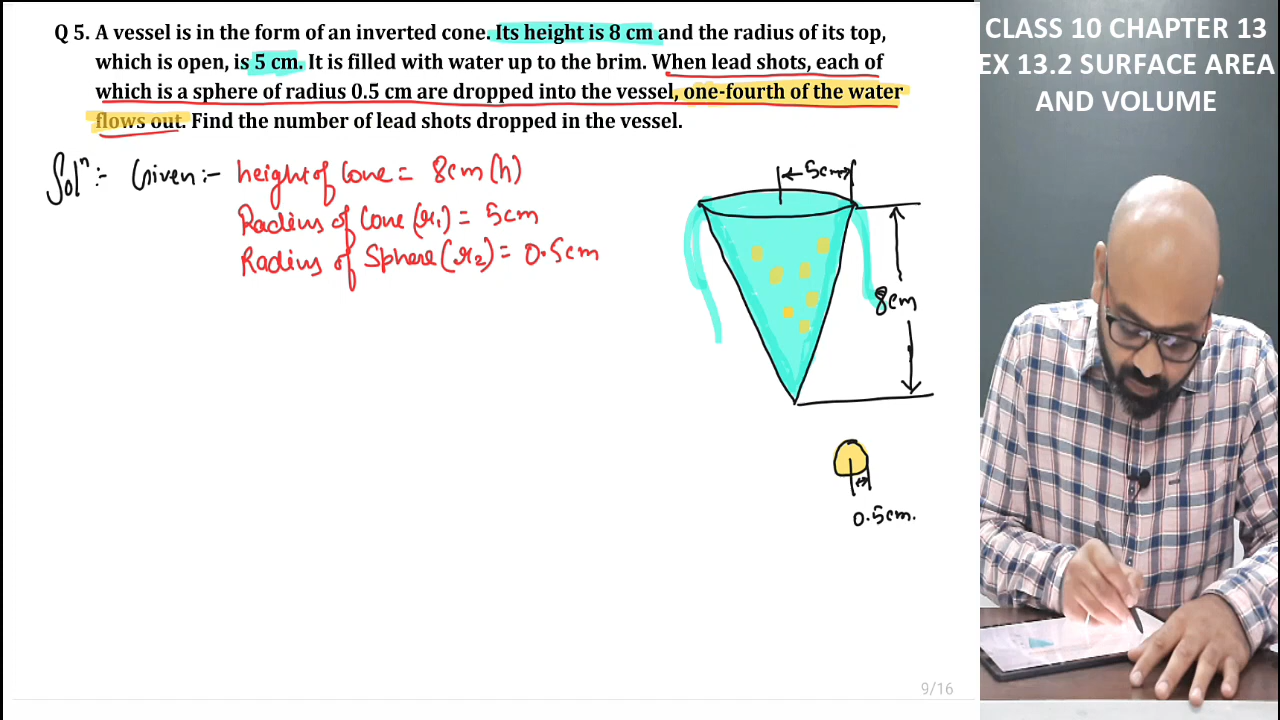 Q 5. A vessel is in the form of an inverted cone. Its height is 8 cm and the radius of its top,
which is open, is 5 cm. It is filled with water up to the brim. When lead shots, each of
which is a sphere of radius 0.5 cm are dropped into the vessel, one-fourth of the water
flows out. Find the number of lead shots dropped in the vessel.
Solⁿ:- Given:- height of Cone = 8cm (h)
Radius of Cone (r₁) = 5cm
Radius of Sphere (r₂) = 0.5cm
5cm
8cm
0.5cm.
9/16
CLASS 10 CHAPTER 13
EX 13.2 SURFACE AREA
AND VOLUME